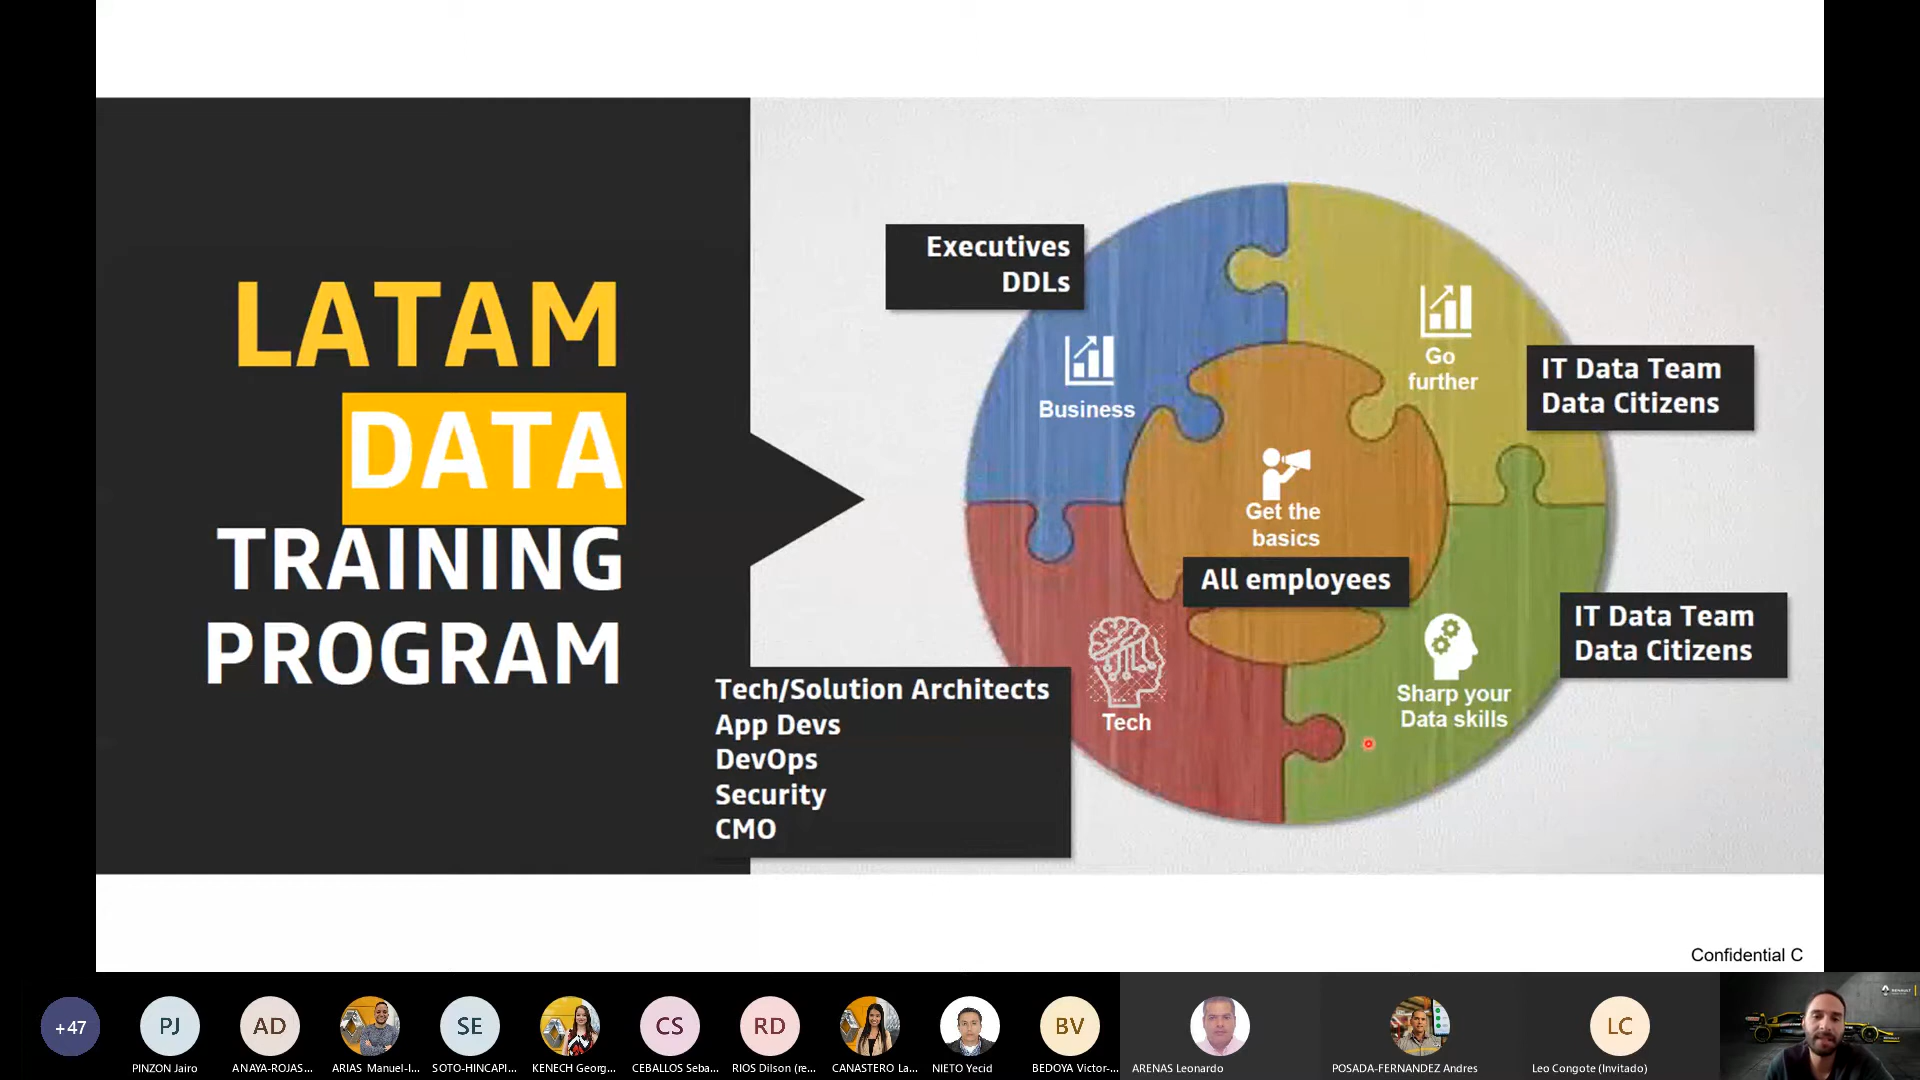 LATAM
DATA
TRAINING
PROGRAM
Executives
DDLs
Business
Go
further
IT Data Team
Data Citizens
Get the
basics
All employees
IT Data Team
Data Citizens
Sharp your
Data skills
Tech
Tech/Solution Architects
App Devs
DevOps
Security
CMO
Confidential C
+47
PJ
AD
SE
CS
RD
BV
LC
PINZON Jairo
ANAYA-ROJAS...
ARIAS Manuel-I...
SOTO-HINCAPI...
KENECH Georg...
CEBALLOS Seba...
RIOS Dilson (re...
CANASTERO La...
NIETO Yecid
BEDOYA Victor-...
ARENAS Leonardo
POSADA-FERNANDEZ Andres
Leo Congote (Invitado)